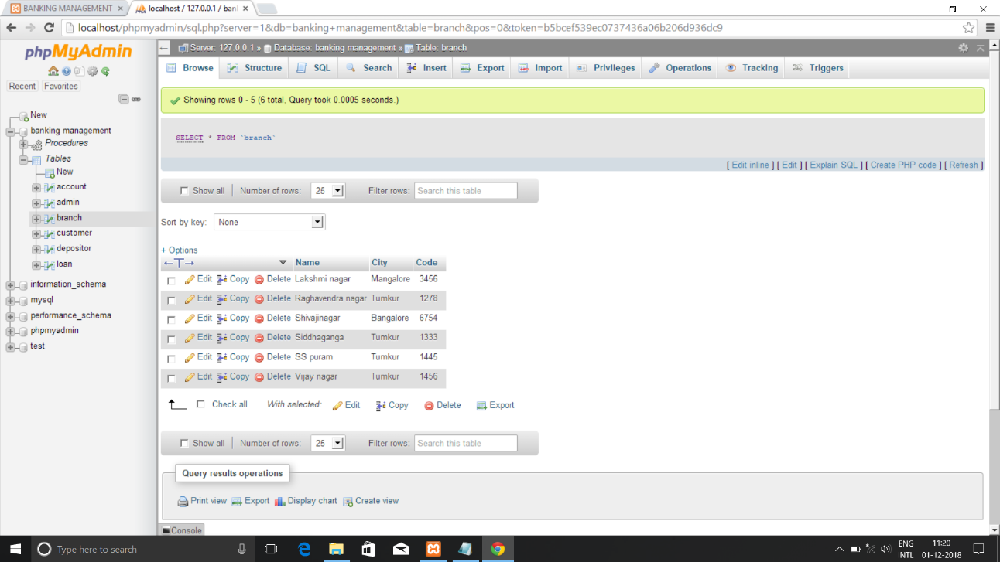 BANKING MANAGEMENT
localhost / 127.0.0.1 / banl
localhost/phpmyadmin/sql.php?server=1&db=banking+management&table=branch&pos=0&token=b5bcef539ec0737436a06b206d936dc9
phpMyAdmin
Recent Favorites
New
banking management
Procedures
Tables
New
account
admin
branch
customer
depositor
loan
information_schema
mysql
performance_schema
phpmyadmin
test
Server: 127.0.0.1 » Database: banking management » Table: branch
Browse Structure SQL Search Insert Export Import Privileges Operations Tracking Triggers
Showing rows 0 - 5 (6 total, Query took 0.0005 seconds.)
SELECT * FROM `branch`
[ Edit inline ] [ Edit ] [ Explain SQL ] [ Create PHP code ] [ Refresh ]
Show all Number of rows: 25 Filter rows: Search this table
Sort by key: None
+ Options
←T→ Name City Code
Edit Copy Delete Lakshmi nagar Mangalore 3456
Edit Copy Delete Raghavendra nagar Tumkur 1278
Edit Copy Delete Shivajinagar Bangalore 6754
Edit Copy Delete Siddhaganga Tumkur 1333
Edit Copy Delete SS puram Tumkur 1445
Edit Copy Delete Vijay nagar Tumkur 1456
Check all With selected: Edit Copy Delete Export
Show all Number of rows: 25 Filter rows: Search this table
Query results operations
Print view Export Display chart Create view
Console
Type here to search
ENG
INTL
11:20
01-12-2018